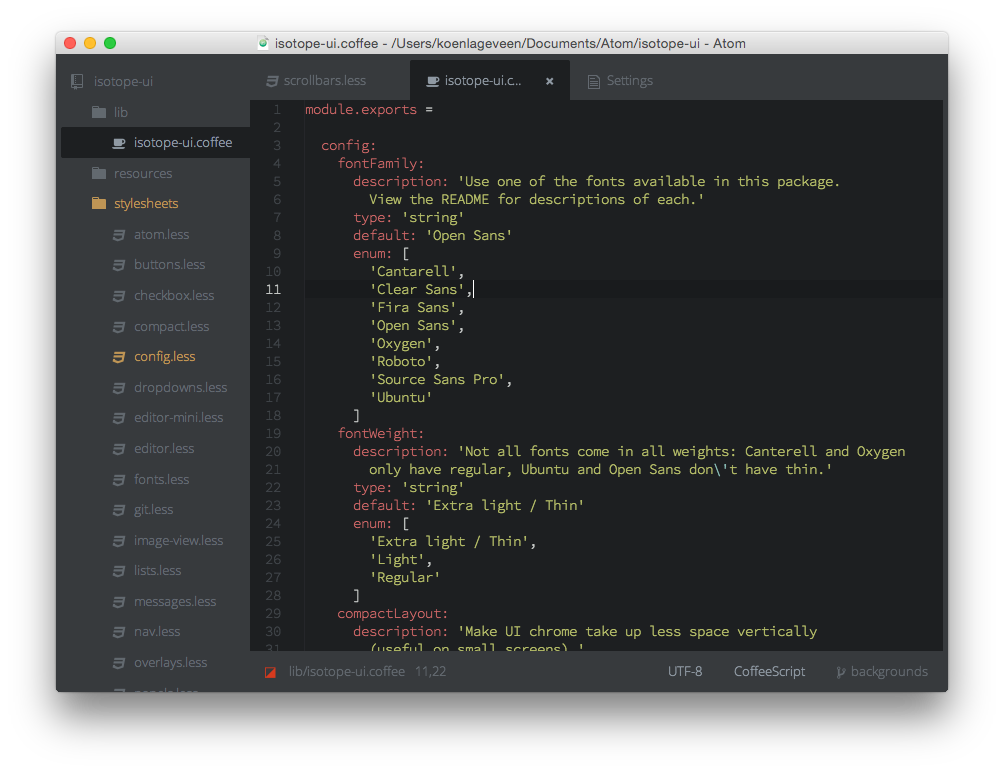 isotope-ui.coffee - /Users/koenlageveen/Documents/Atom/isotope-ui - Atom
isotope-ui
lib
isotope-ui.coffee
resources
stylesheets
atom.less
buttons.less
checkbox.less
compact.less
config.less
dropdowns.less
editor-mini.less
editor.less
fonts.less
git.less
image-view.less
lists.less
messages.less
nav.less
overlays.less
panels.less
scrollbars.less
isotope-ui.c...
Settings
1 module.exports =
2
3 config:
4 fontFamily:
5 description: 'Use one of the fonts available in this package.
6 View the README for descriptions of each.'
7 type: 'string'
8 default: 'Open Sans'
9 enum: [
10 'Cantarell',
11 'Clear Sans',
12 'Fira Sans',
13 'Open Sans',
14 'Oxygen',
15 'Roboto',
16 'Source Sans Pro',
17 'Ubuntu'
18 ]
19 fontWeight:
20 description: 'Not all fonts come in all weights: Canterell and Oxygen
21 only have regular, Ubuntu and Open Sans don\'t have thin.'
22 type: 'string'
23 default: 'Extra light / Thin'
24 enum: [
25 'Extra light / Thin',
26 'Light',
27 'Regular'
28 ]
29 compactLayout:
30 description: 'Make UI chrome take up less space vertically
31 (useful on small screens).'
lib/isotope-ui.coffee 11,22
UTF-8
CoffeeScript
backgrounds